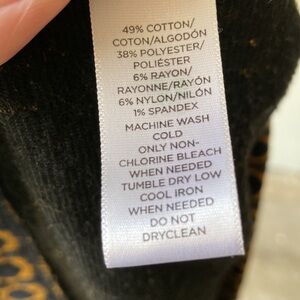 49% COTTON/
COTON/ALGODÓN
38% POLYESTER/
POLIÉSTER
6% RAYON/
RAYONNE/RAYÓN
6% NYLON/NILÓN
1% SPANDEX
MACHINE WASH
COLD
ONLY NON-
CHLORINE BLEACH
WHEN NEEDED
TUMBLE DRY LOW
COOL IRON
WHEN NEEDED
DO NOT
DRYCLEAN